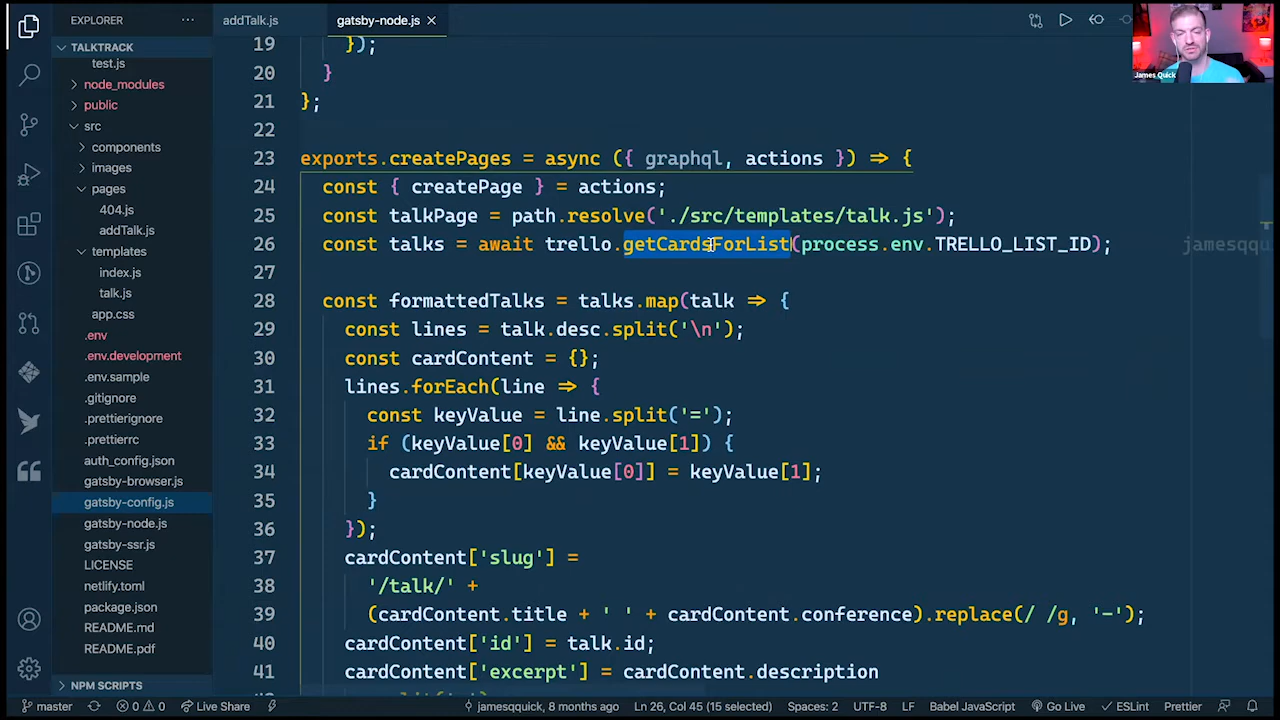 EXPLORER
TALKTRACK
test.js
node_modules
public
src
components
images
pages
404.js
addTalk.js
templates
index.js
talk.js
app.css
.env
.env.development
.env.sample
.gitignore
.prettierignore
.prettierrc
auth_config.json
gatsby-browser.js
gatsby-config.js
gatsby-node.js
gatsby-ssr.js
LICENSE
netlify.toml
package.json
README.md
README.pdf
NPM SCRIPTS
addTalk.js
gatsby-node.js
James Quick
19 });
20 }
21 };
22
23 exports.createPages = async ({ graphql, actions }) => {
24 const { createPage } = actions;
25 const talkPage = path.resolve('./src/templates/talk.js');
26 const talks = await trello.getCardsForList(process.env.TRELLO_LIST_ID); jamesqquick
27
28 const formattedTalks = talks.map(talk => {
29 const lines = talk.desc.split('\n');
30 const cardContent = {};
31 lines.forEach(line => {
32 const keyValue = line.split('=');
33 if (keyValue[0] && keyValue[1]) {
34 cardContent[keyValue[0]] = keyValue[1];
35 }
36 });
37 cardContent['slug'] =
38 '/talk/' +
39 (cardContent.title + ' ' + cardContent.conference).replace(/ /g, '-');
40 cardContent['id'] = talk.id;
41 cardContent['excerpt'] = cardContent.description
master 0 0 Live Share jamesqquick, 8 months ago Ln 26, Col 45 (15 selected) Spaces: 2 UTF-8 LF Babel JavaScript Go Live ESLint Prettier